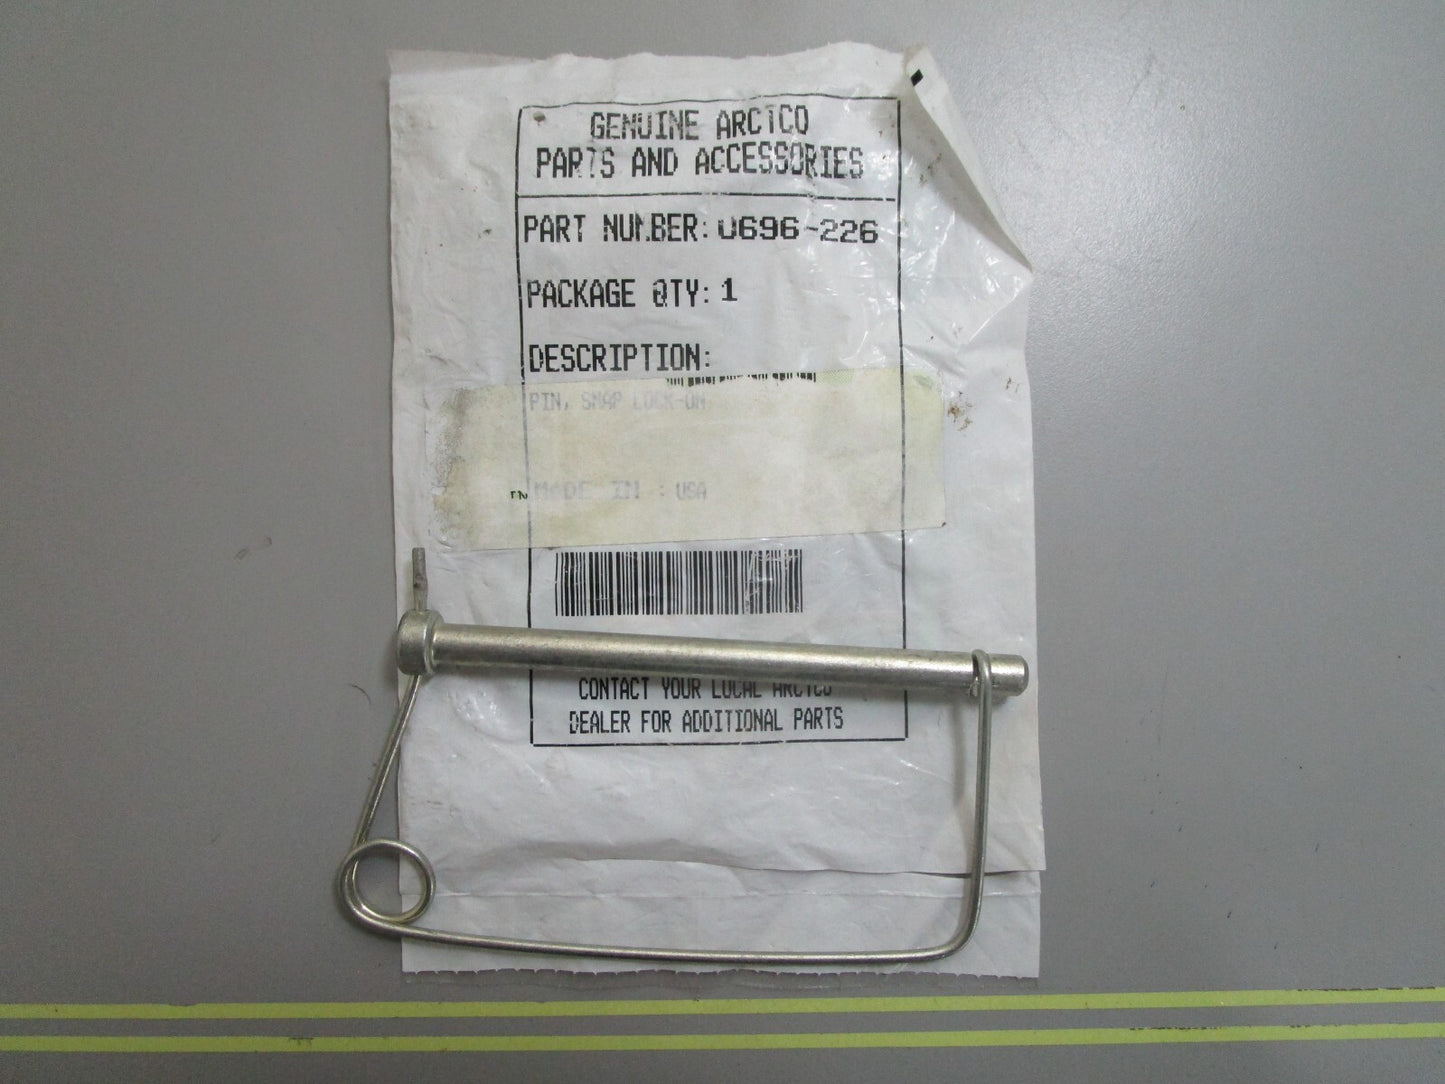 GENUINE ARCTCO
PARTS AND ACCESSORIES
PART NUMBER: 0696-226
PACKAGE QTY: 1
DESCRIPTION:
PIN, SNAP LOCK-ON
MADE IN : USA
CONTACT YOUR LOCAL ARCTCO
DEALER FOR ADDITIONAL PARTS